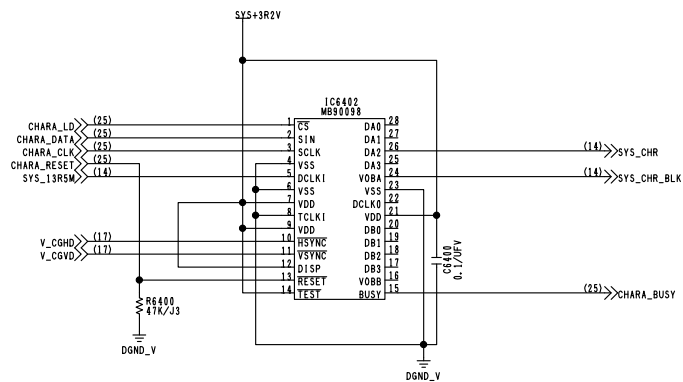 SYS+3R2V
IC6402
MB90098
CHARA_LD (25) 1 CS DA0 28
CHARA_DATA (25) 2 SIN DA1 27
CHARA_CLK (25) 3 SCLK DA2 26 (14) SYS_CHR
CHARA_RESET (25) 4 VSS DA3 25
SYS_13R5M (14) 5 DCLKI VOBA 24 (14) SYS_CHR_BLK
6 VSS VSS 23
7 VDD DCLKO 22
8 TCLKI VDD 21
9 VDD DB0 20
V_CGHD (17) 10 HSYNC DB1 19
V_CGVD (17) 11 VSYNC DB2 18
12 DISP DB3 17
13 RESET VOBB 16
14 TEST BUSY 15 (25) CHARA_BUSY
C6400
0.1/UFV
R6400
47K/J3
DGND_V
DGND_V